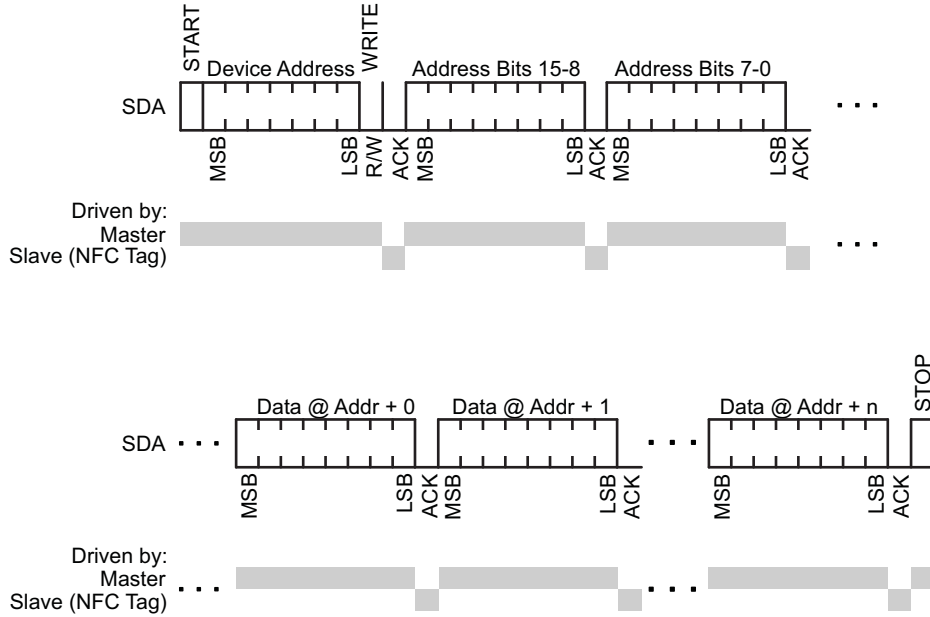 START
WRITE
Device Address
Address Bits 15-8
Address Bits 7-0
SDA
. . .
MSB
LSB
R/W
ACK
MSB
LSB
ACK
MSB
LSB
ACK
Driven by:
Master
Slave (NFC Tag)
. . .
STOP
Data @ Addr + 0
Data @ Addr + 1
Data @ Addr + n
SDA
. . .
. . .
MSB
LSB
ACK
MSB
LSB
ACK
MSB
LSB
ACK
Driven by:
Master
Slave (NFC Tag)
. . .
. . .